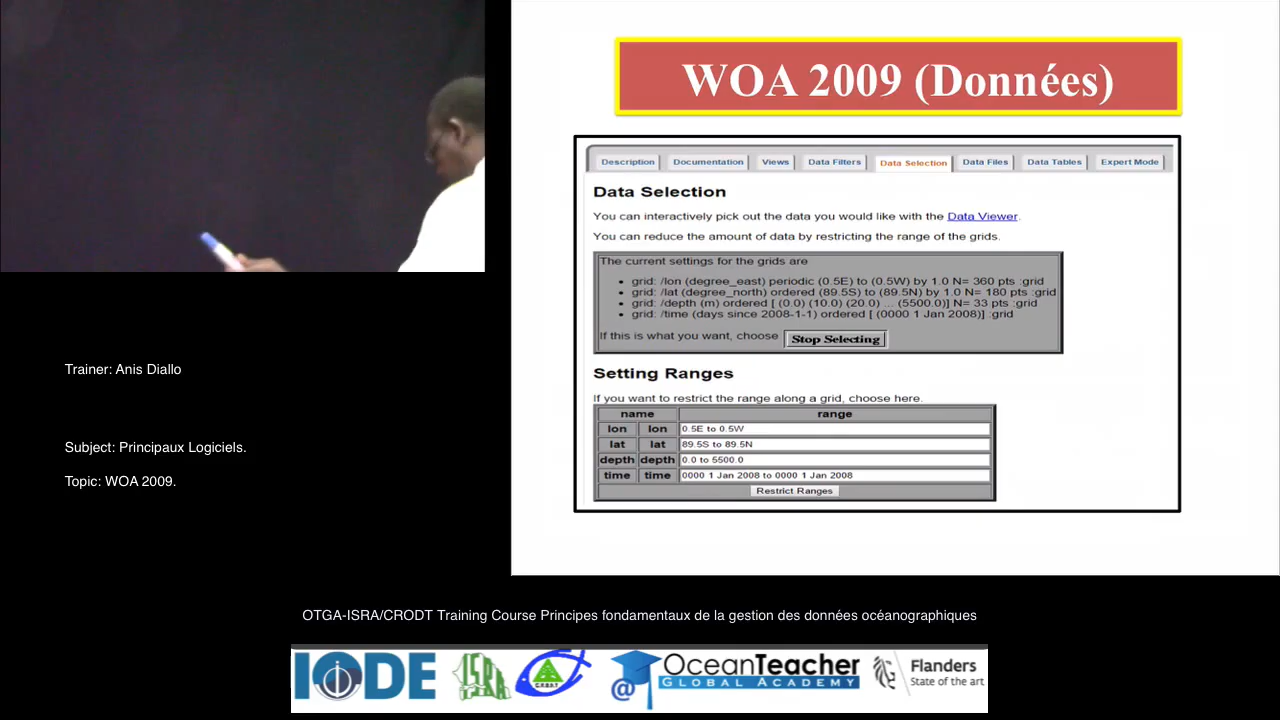 WOA 2009 (Données)
Description Documentation Views Data Filters Data Selection Data Files Data Tables Expert Mode
Data Selection
You can interactively pick out the data you would like with the Data Viewer.
You can reduce the amount of data by restricting the range of the grids.
The current settings for the grids are
• grid: /lon (degree_east) periodic (0.5E) to (0.5W) by 1.0 N= 360 pts :grid
• grid: /lat (degree_north) ordered (89.5S) to (89.5N) by 1.0 N= 180 pts :grid
• grid: /depth (m) ordered [ (0.0) (10.0) (20.0) ... (5500.0)] N= 33 pts :grid
• grid: /time (days since 2008-1-1) ordered [ (0000 1 Jan 2008)] :grid
If this is what you want, choose Stop Selecting
Setting Ranges
If you want to restrict the range along a grid, choose here.
name range
lon lon 0.5E to 0.5W
lat lat 89.5S to 89.5N
depth depth 0.0 to 5500.0
time time 0000 1 Jan 2008 to 0000 1 Jan 2008
Restrict Ranges
Trainer: Anis Diallo
Subject: Principaux Logiciels.
Topic: WOA 2009.
OTGA-ISRA/CRODT Training Course Principes fondamentaux de la gestion des données océanographiques
IODE ISRA @ OceanTeacher Flanders
GLOBAL ACADEMY State of the art